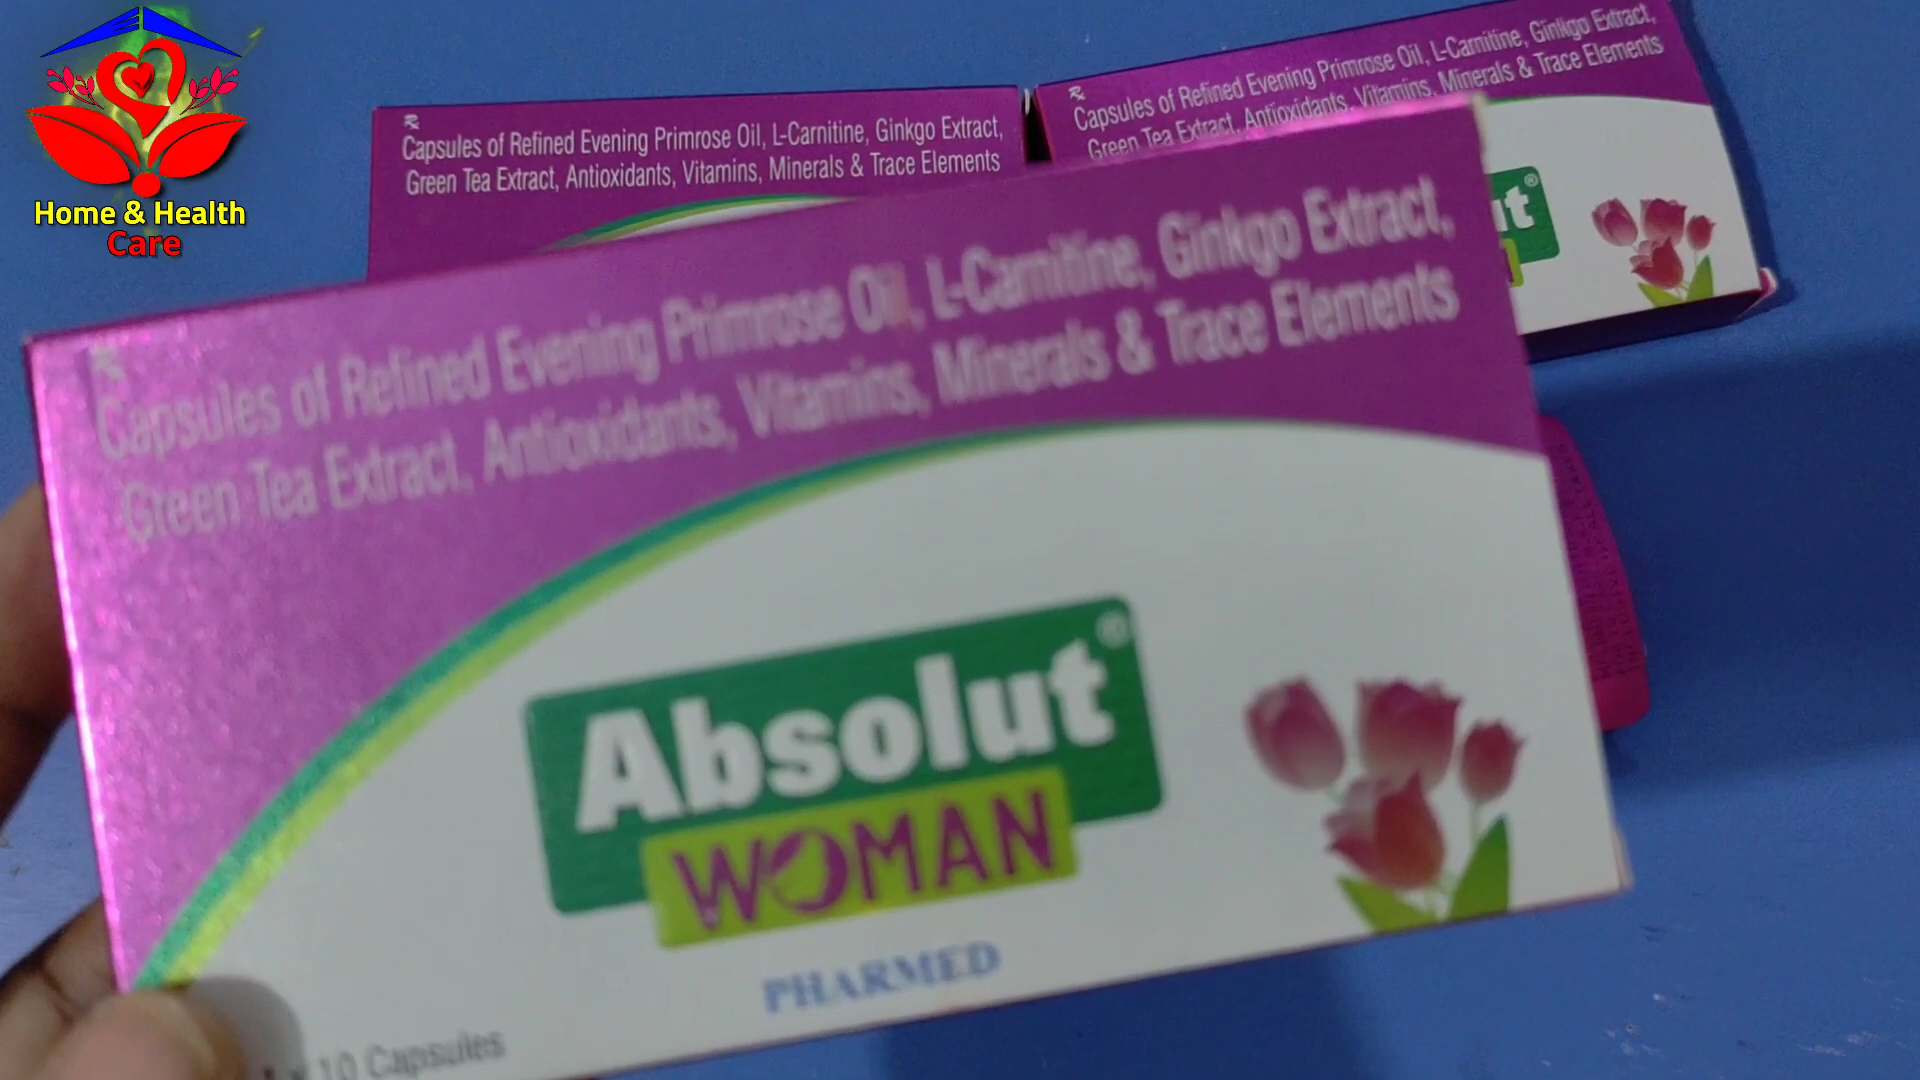 Home & Health
Care
℞
Capsules of Refined Evening Primrose Oil, L-Carnitine, Ginkgo Extract,
Green Tea Extract, Antioxidants, Vitamins, Minerals & Trace Elements
℞
Capsules of Refined Evening Primrose Oil, L-Carnitine, Ginkgo Extract,
Green Tea Extract, Antioxidants, Vitamins, Minerals & Trace Elements
ut®
℞
Capsules of Refined Evening Primrose Oil, L-Carnitine, Ginkgo Extract,
Green Tea Extract, Antioxidants, Vitamins, Minerals & Trace Elements
Absolut®
WOMAN
PHARMED
x 10 Capsules